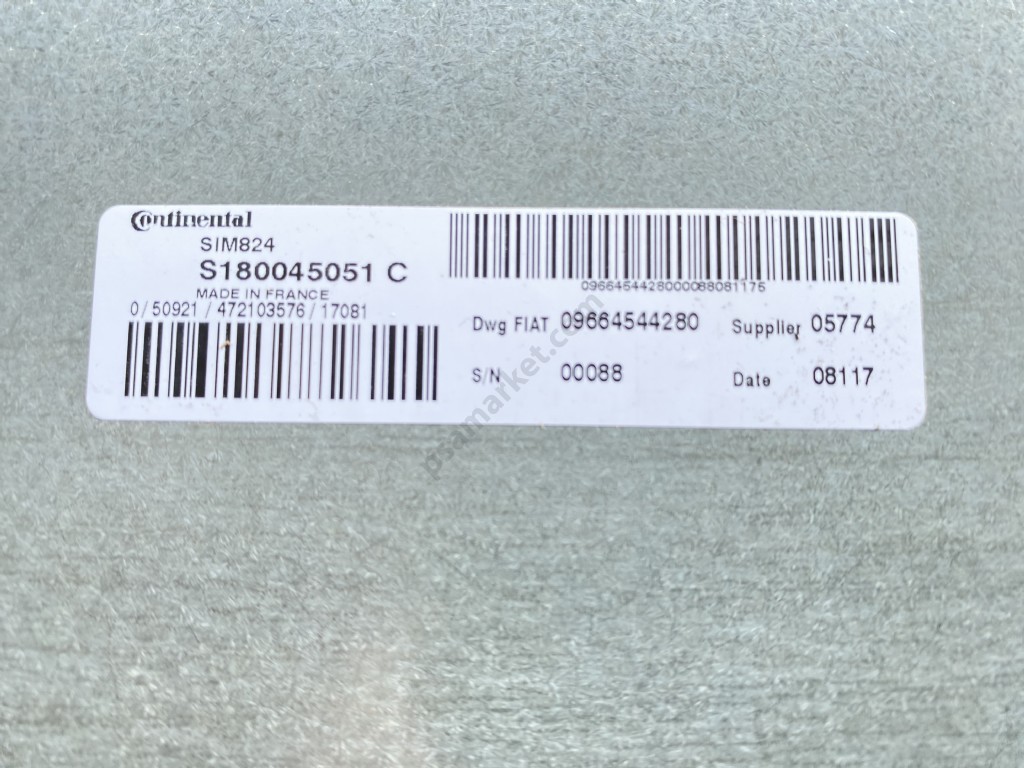 Continental
SIM824
S180045051 C
MADE IN FRANCE
0/50921 / 472103576 / 17081
0966454428000088081175
Dwg FIAT 09664544280 Supplier 05774
S/N 00088 Date 08117
psamarket.com